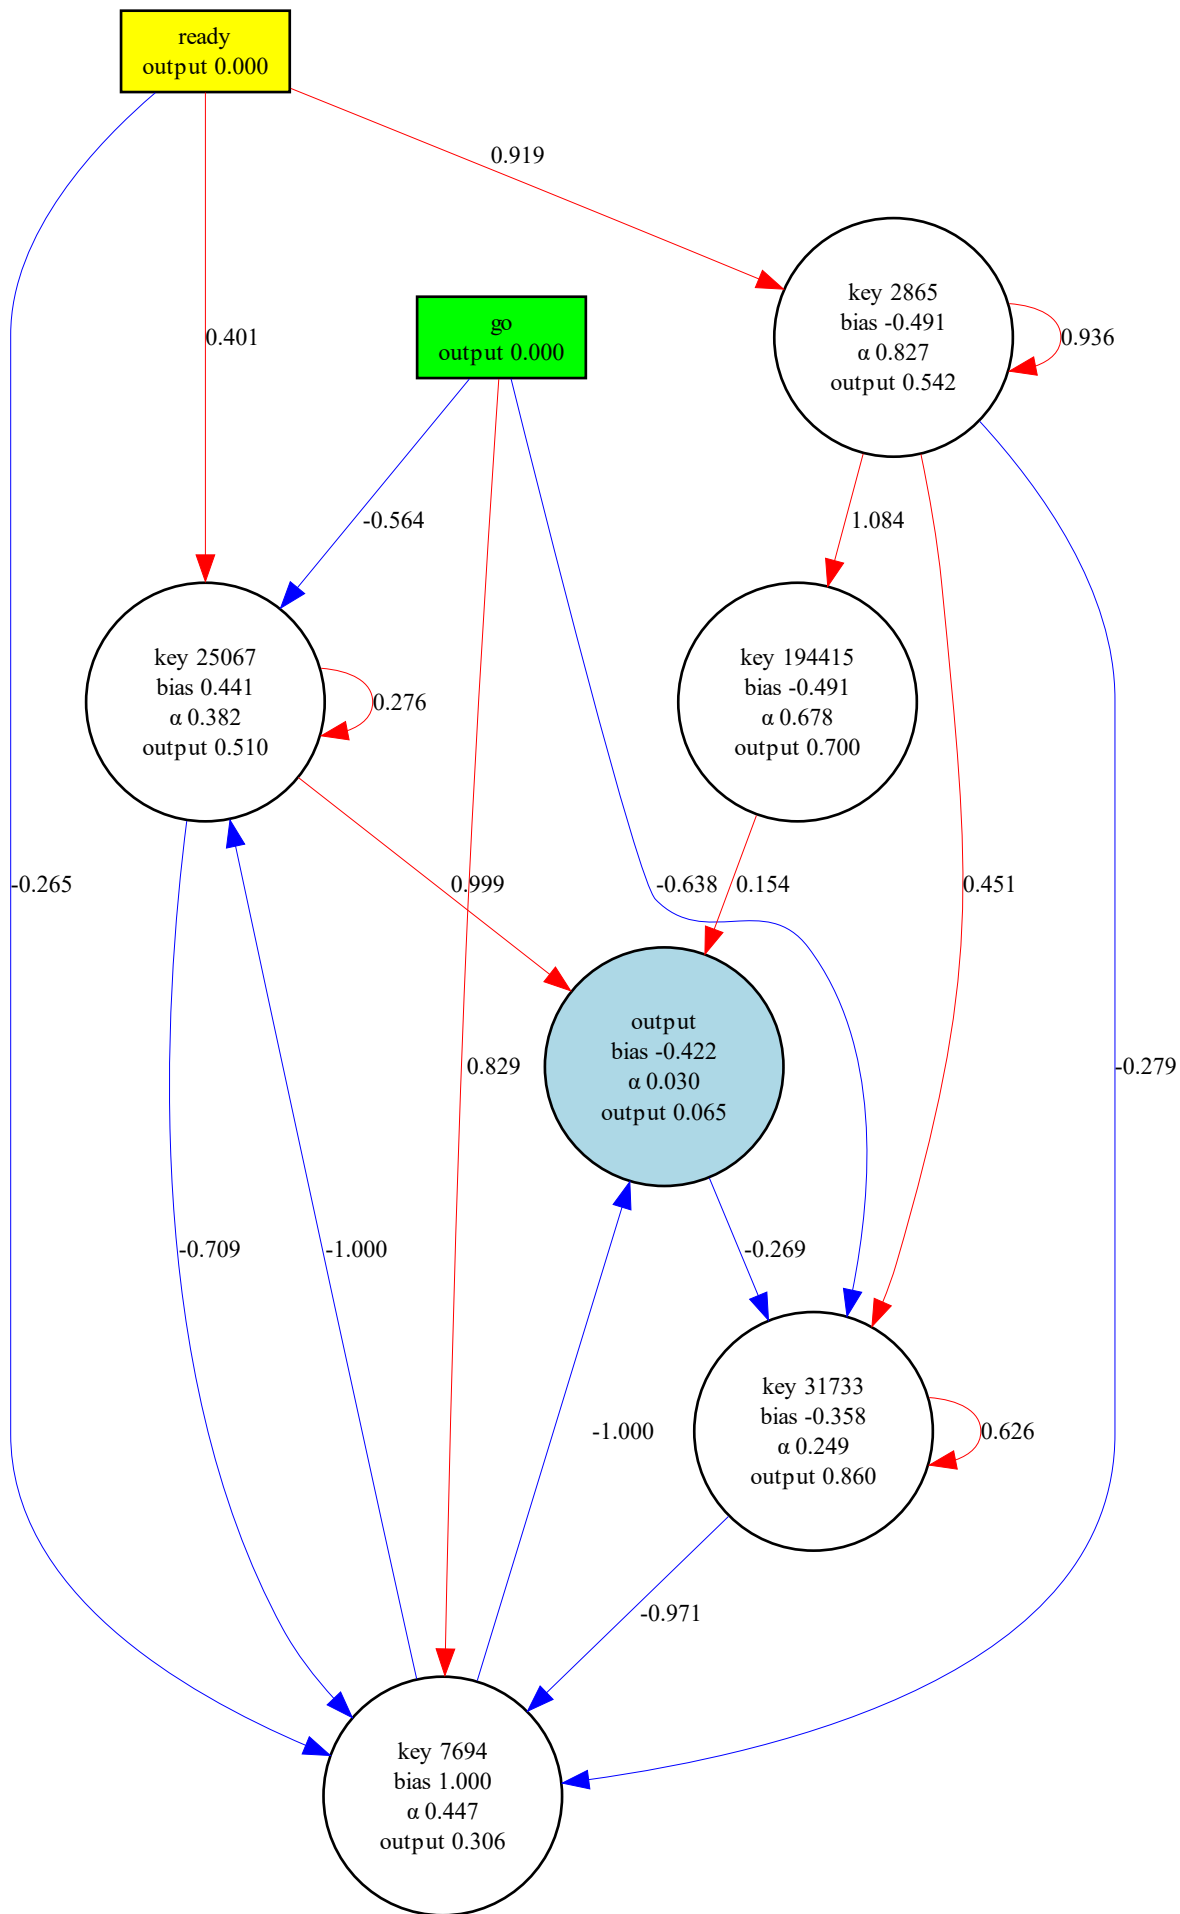 ready
output 0.000
0.919
key 2865
bias -0.491
α 0.827
output 0.542
0.936
go
output 0.000
0.401
-0.564
1.084
key 25067
bias 0.441
α 0.382
output 0.510
0.276
key 194415
bias -0.491
α 0.678
output 0.700
-0.265
0.999
-0.638
0.154
0.451
output
bias -0.422
α 0.030
output 0.065
0.829
-0.279
-0.709
-1.000
-0.269
key 31733
bias -0.358
α 0.249
output 0.860
0.626
-1.000
-0.971
key 7694
bias 1.000
α 0.447
output 0.306